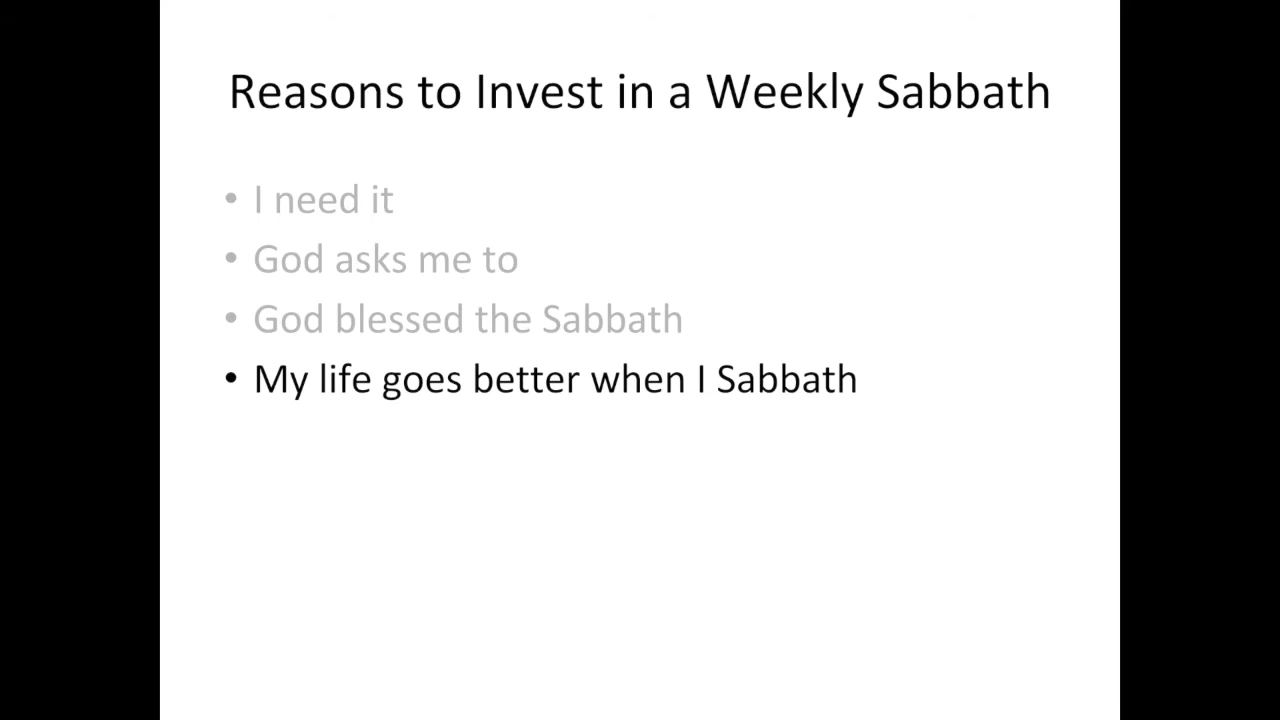 Reasons to Invest in a Weekly Sabbath
• I need it
• God asks me to
• God blessed the Sabbath
• My life goes better when I Sabbath